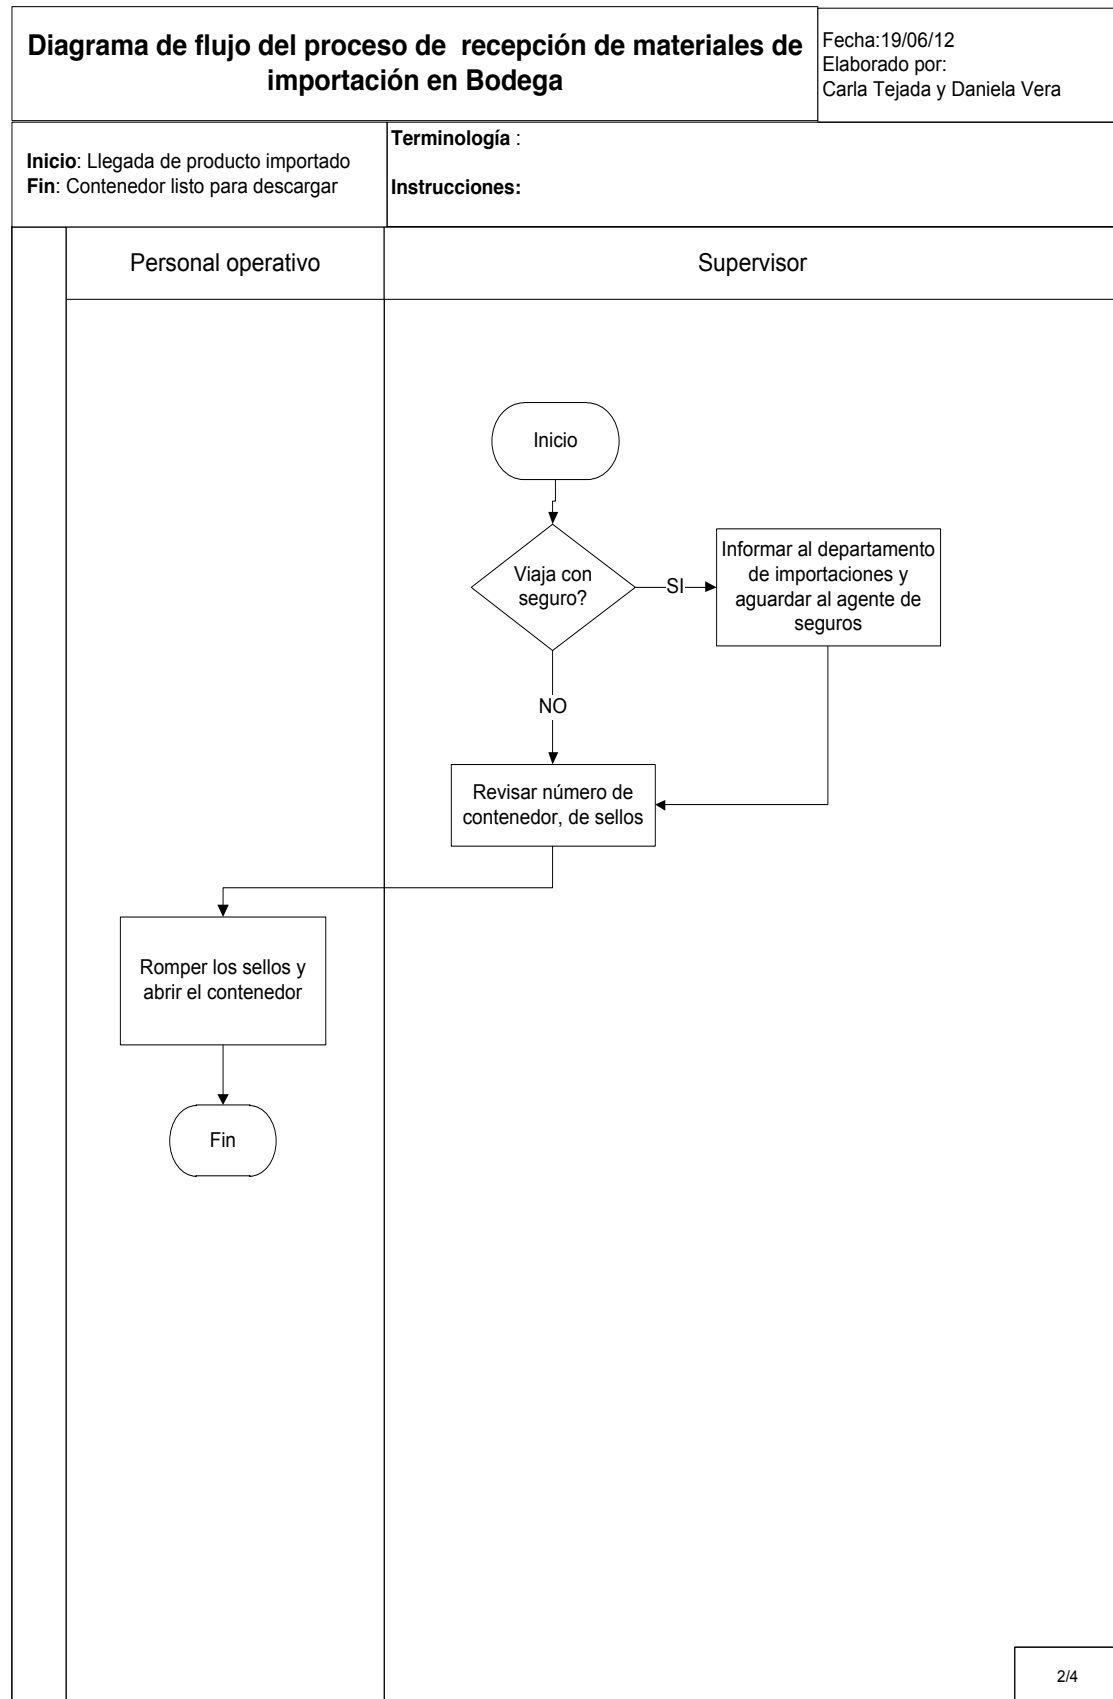 Diagrama de flujo del proceso de  recepción de materiales de
importación en Bodega
Fecha:19/06/12
Elaborado por:
Carla Tejada y Daniela Vera
Inicio: Llegada de producto importado
Fin: Contenedor listo para descargar
Terminología :
Instrucciones:
Personal operativo
Supervisor
Inicio
Viaja con
seguro?
SI
Informar al departamento
de importaciones y
aguardar al agente de
seguros
NO
Revisar número de
contenedor, de sellos
Romper los sellos y
abrir el contenedor
Fin
2/4